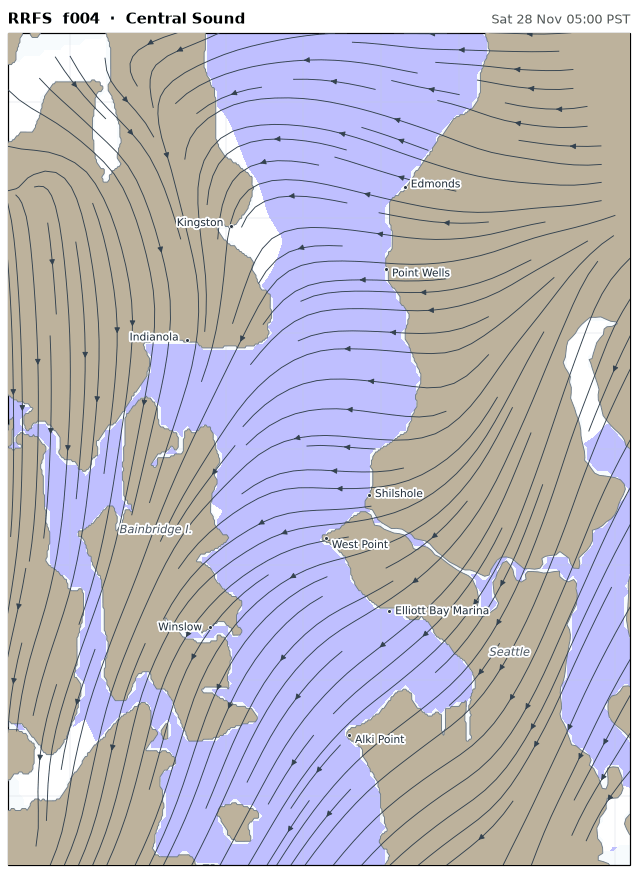 RRFS f004 · Central Sound
Sat 28 Nov 05:00 PST
Edmonds
Kingston
Point Wells
Indianola
Shilshole
Bainbridge I.
West Point
Elliott Bay Marina
Winslow
Seattle
Alki Point